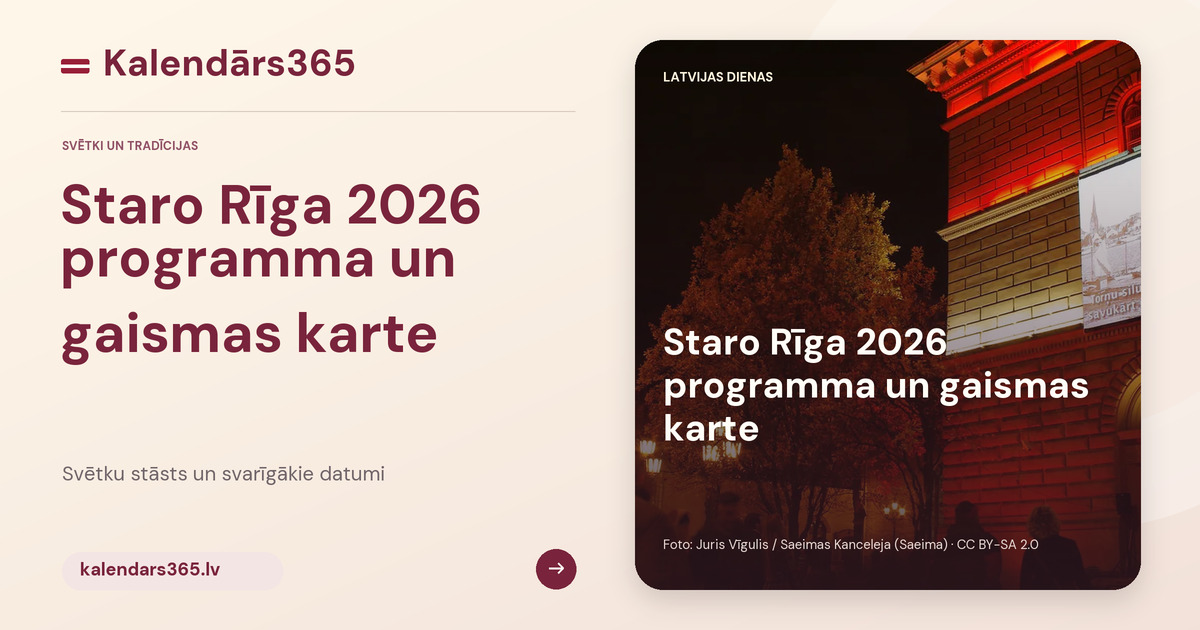 Kalendārs365
SVĒTKI UN TRADĪCIJAS
Staro Rīga 2026
programma un
gaismas karte
Svētku stāsts un svarīgākie datumi
kalendars365.lv
LATVIJAS DIENAS
Staro Rīga 2026
programma un gaismas
karte
Foto: Juris Vīgulis / Saeimas Kanceleja (Saeima) · CC BY-SA 2.0